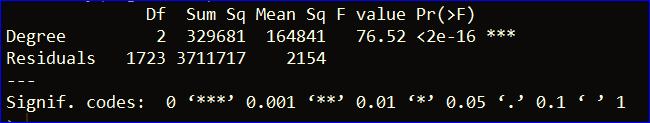 Df Sum Sq Mean Sq F value Pr(>F)
Degree 2 329681 164841 76.52 <2e-16 ***
Residuals 1723 3711717 2154
---
Signif. codes: 0 ‘***’ 0.001 ‘**’ 0.01 ‘*’ 0.05 ‘.’ 0.1 ‘ ’ 1